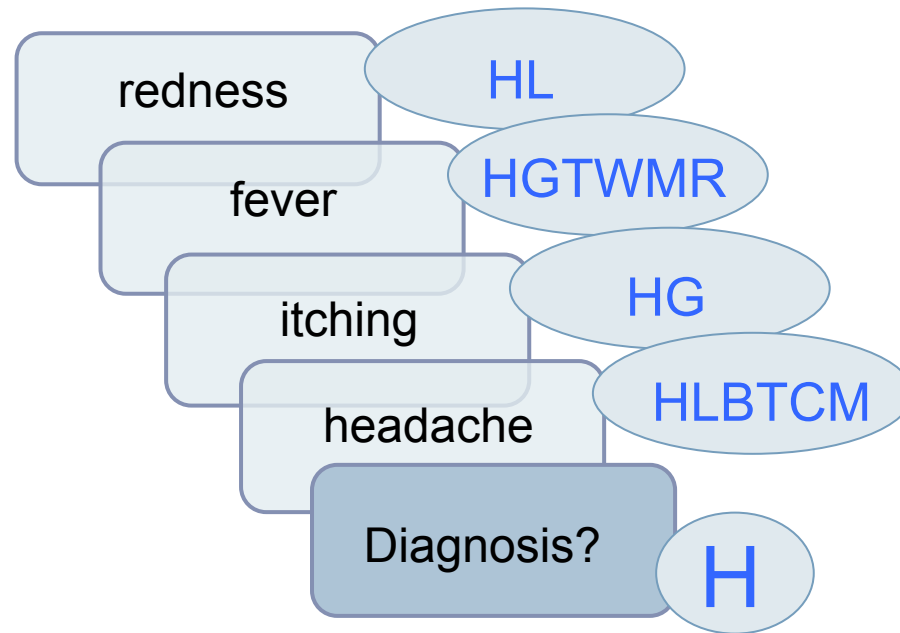 redness
HL
fever
HGTWMR
itching
HG
headache
HLBTCM
Diagnosis?
H